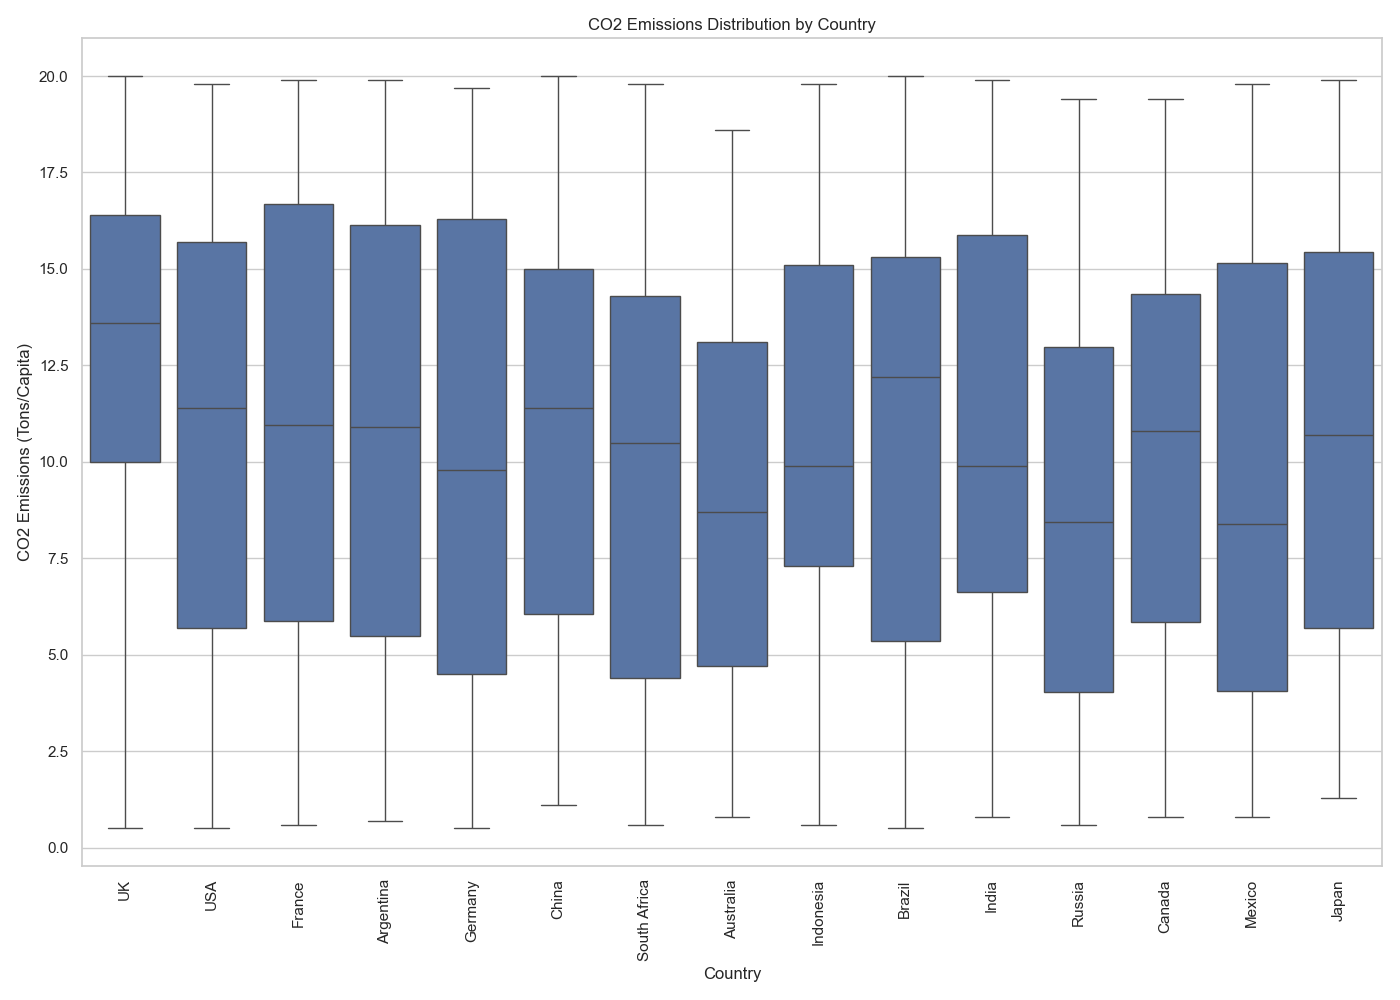 CO2 Emissions Distribution by Country
CO2 Emissions (Tons/Capita)
20.0
17.5
15.0
12.5
10.0
7.5
5.0
2.5
0.0
UK
USA
France
Argentina
Germany
China
South Africa
Australia
Indonesia
Brazil
India
Russia
Canada
Mexico
Japan
Country